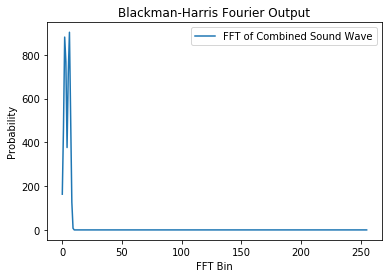 Blackman-Harris Fourier Output
FFT of Combined Sound Wave
Probability
800
600
400
200
0
0 50 100 150 200 250
FFT Bin